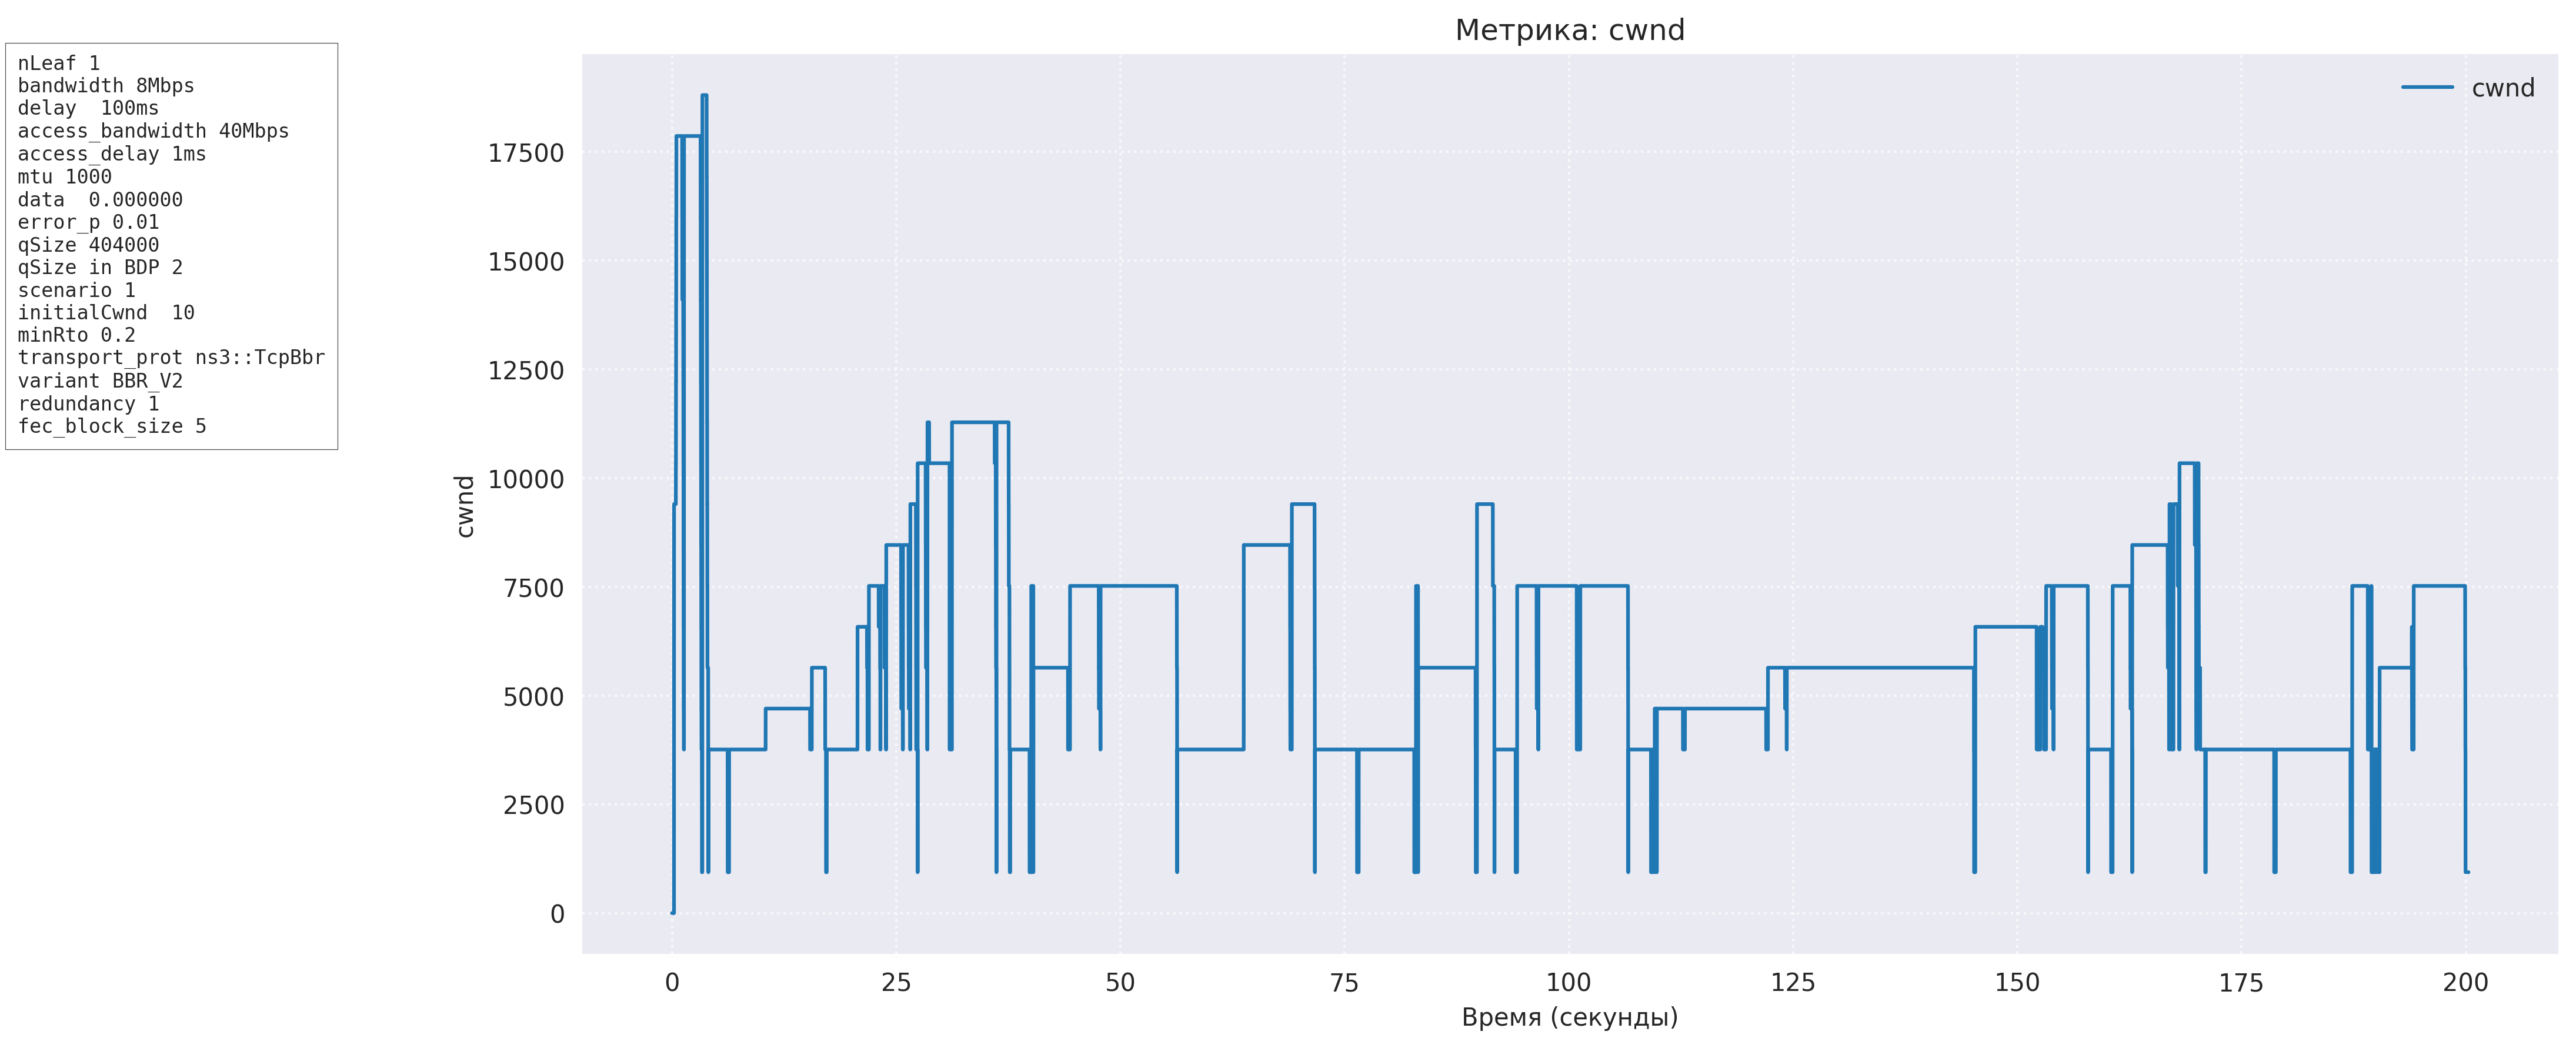 Метрика: cwnd
nLeaf 1
bandwidth 8Mbps
delay  100ms
access_bandwidth 40Mbps
access_delay 1ms
mtu 1000
data  0.000000
error_p 0.01
qSize 404000
qSize in BDP 2
scenario 1
initialCwnd  10
minRto 0.2
transport_prot ns3::TcpBbr
variant BBR_V2
redundancy 1
fec_block_size 5
cwnd
cwnd
17500
15000
12500
10000
7500
5000
2500
0
0 25 50 75 100 125 150 175 200
Время (секунды)